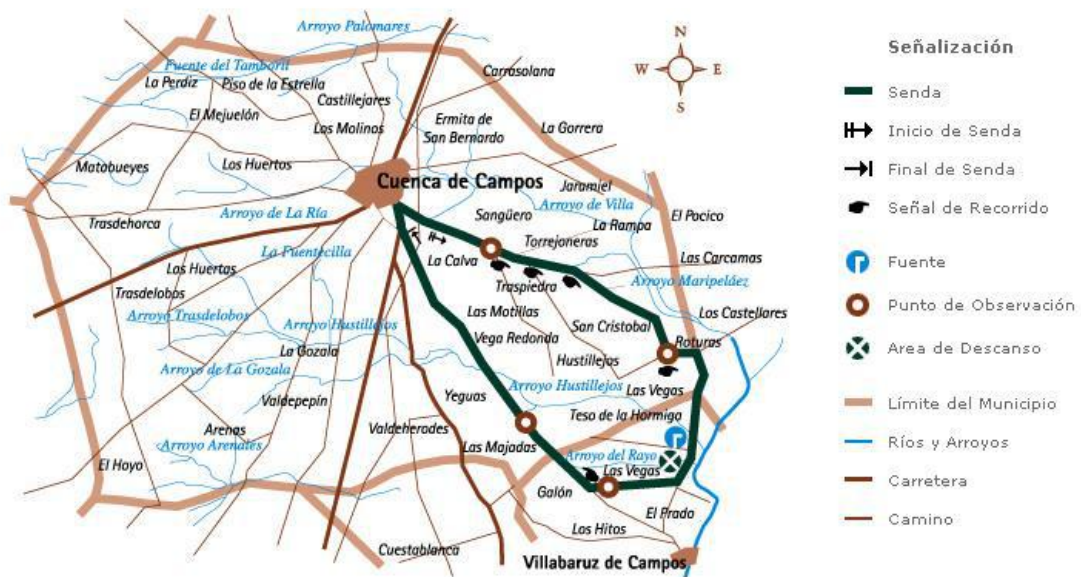 Arroyo Palomares
Fuente del Tamboril
La Perdiz
Piso de la Estrella
Carrasolana
Castillejares
El Mejuelón
Los Molinos
Ermita de
San Bernardo
La Gorrera
Matabueyes
Los Huertos
Cuenca de Campos
Jaramiel
Arroyo de Villa
Arroyo de La Ría
Sangüero
El Pocico
Trasdehorca
La Rampa
Torrejoneras
La Fuentecilla
La Calva
Las Carcamas
Los Huertas
Traspiedra
Arroyo Maripeláez
Trasdelobos
Las Motillas
Arroyo Trasdelobos
Arroyo Hustillejos
San Cristobal
Los Castellares
Vega Redonda
Roturas
La Gozala
Hustillejos
Arroyo de La Gozala
Arroyo Hustillejos
Las Vegas
Yeguas
Valdepepín
Teso de la Hormiga
Arenas
Valdeherodes
Arroyo Arenales
Las Majadas
Arroyo del Rayo
El Hoyo
Las Vegas
Galón
El Prado
Los Hitos
Cuestablanca
Villabaruz de Campos
N
W
E
S
Señalización
Senda
Inicio de Senda
Final de Senda
Señal de Recorrido
Fuente
Punto de Observación
Area de Descanso
Límite del Municipio
Ríos y Arroyos
Carretera
Camino